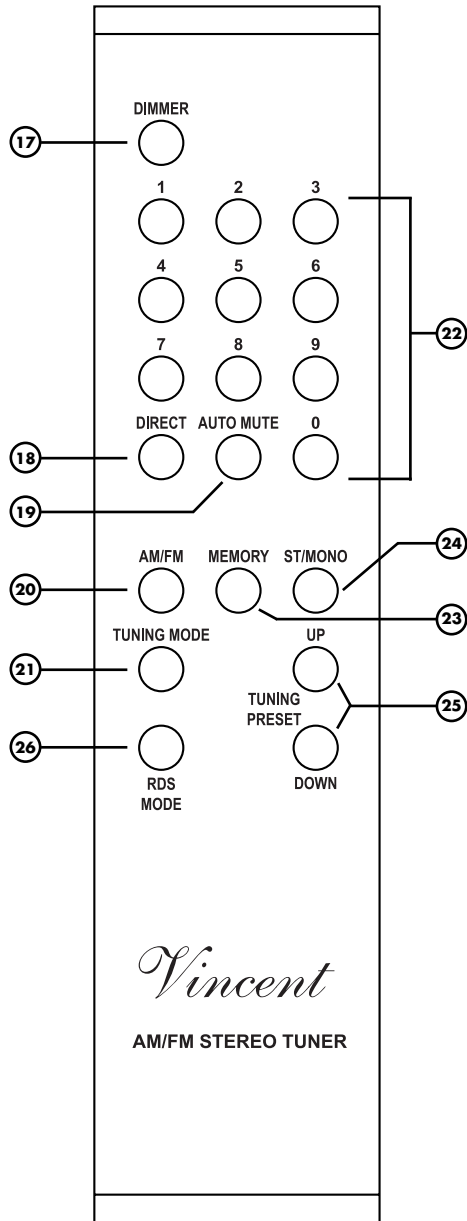 DIMMER
17
1 2 3
4 5 6
22
7 8 9
DIRECT AUTO MUTE 0
18
19
24
AM/FM MEMORY ST/MONO
20
23
TUNING MODE UP
21
TUNING
PRESET
25
26
RDS
MODE
DOWN
Vincent
AM/FM STEREO TUNER